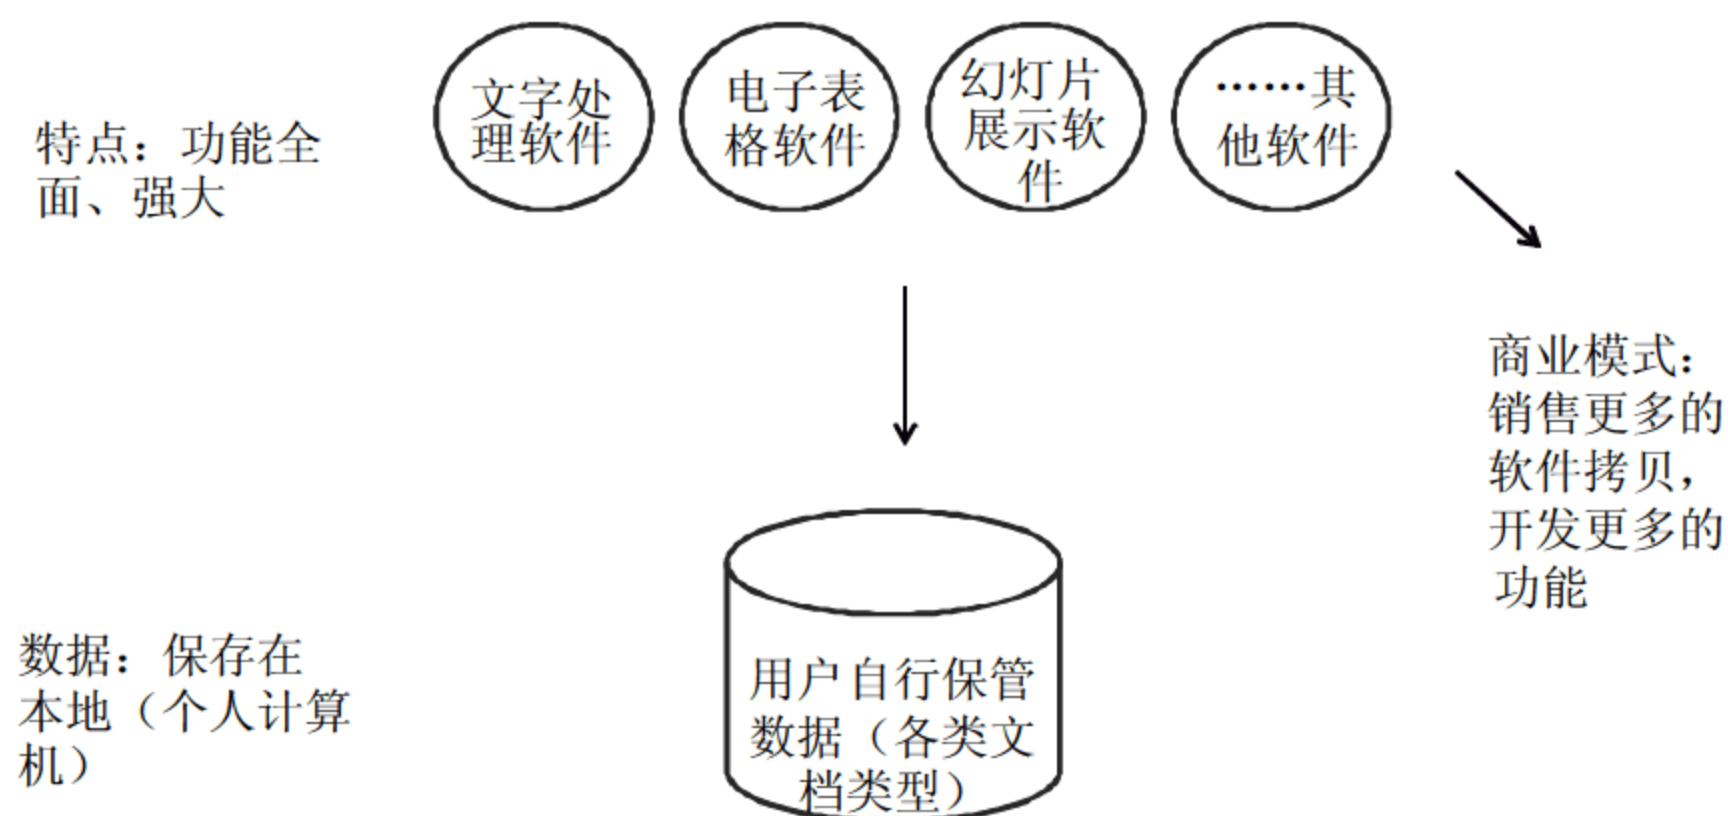 文字处
理软件
电子表
格软件
幻灯片
展示软
件
……其
他软件
特点：功能全
面、强大
商业模式：
销售更多的
软件拷贝，
开发更多的
功能
数据：保存在
本地（个人计算
机）
用户自行保管
数据（各类文
档类型）